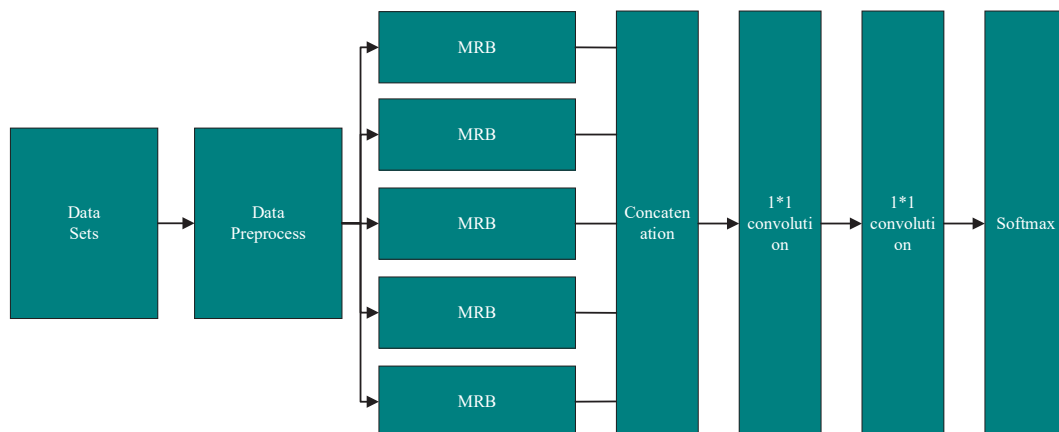 Data
Sets
Data
Preprocess
MRB
MRB
MRB
MRB
MRB
Concaten
ation
1*1
convoluti
on
1*1
convoluti
on
Softmax